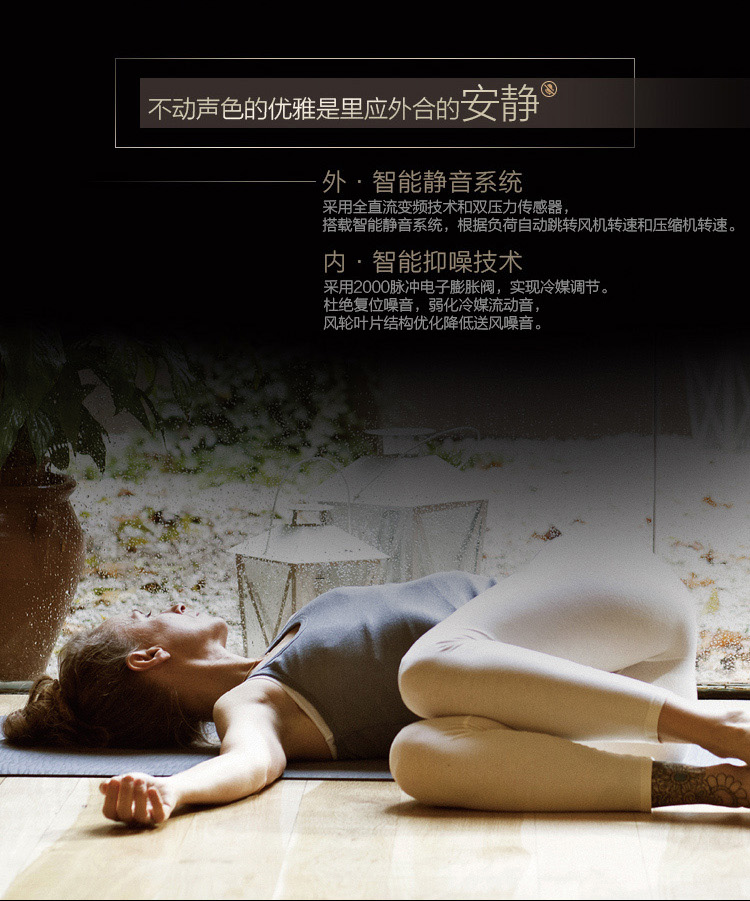 不动声色的优雅是里应外合的安静
外·智能静音系统
采用全直流变频技术和双压力传感器，
搭载智能静音系统，根据负荷自动跳转风机转速和压缩机转速。
内·智能抑噪技术
采用2000脉冲电子膨胀阀，实现冷媒调节。
杜绝复位噪音，弱化冷媒流动音，
风轮叶片结构优化降低送风噪音。